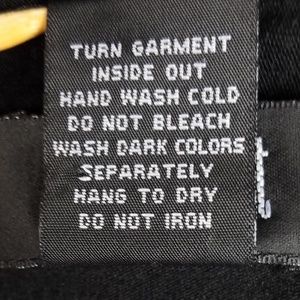 TURN GARMENT
INSIDE OUT
HAND WASH COLD
DO NOT BLEACH
WASH DARK COLORS
SEPARATELY
HANG TO DRY
DO NOT IRON